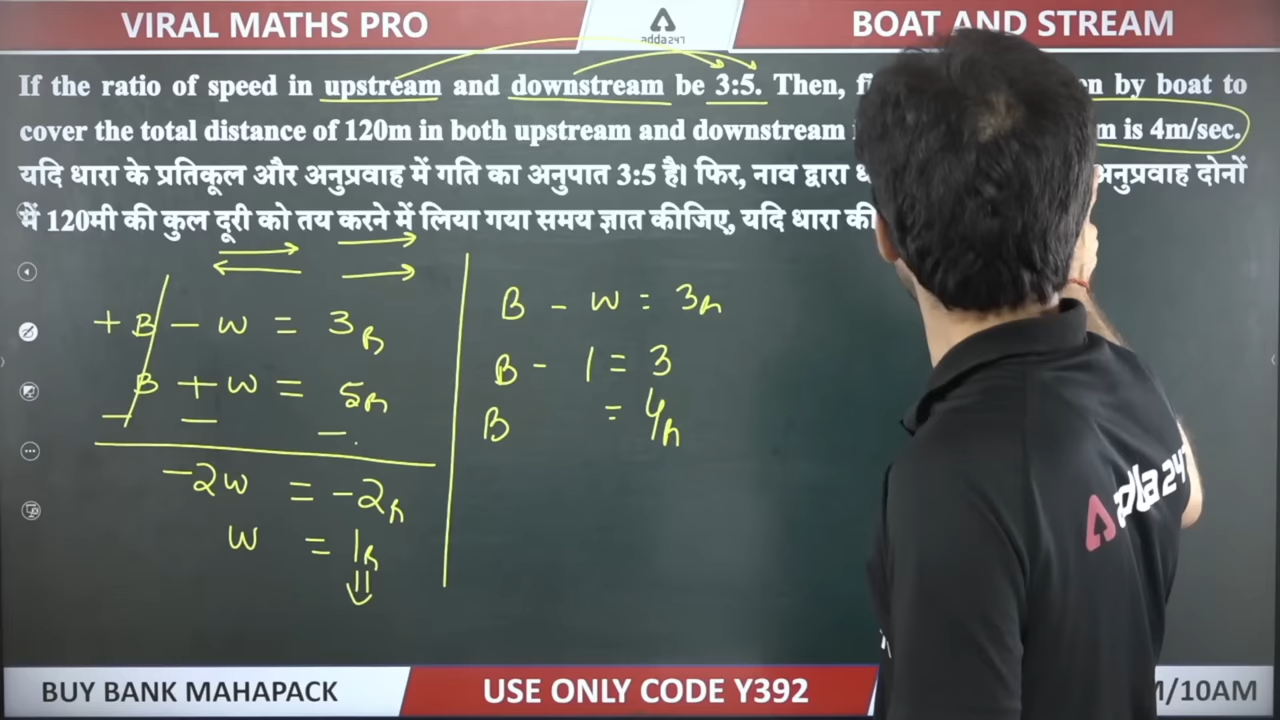 VIRAL MATHS PRO
adda247
BOAT AND STREAM
If the ratio of speed in upstream and downstream be 3:5. Then, by boat to
cover the total distance of 120m in both upstream and downstream is 4m/sec.
यदि धारा के प्रतिकूल और अनुप्रवाह में गति का अनुपात 3:5 है। फिर, नाव द्वारा अनुप्रवाह दोनों
में 120मी की कुल दूरी को तय करने में लिया गया समय ज्ञात कीजिए, यदि धारा की
+B - W = 3R
B + W = 5R
-2W = -2R
W = 1R
B - W = 3R
B - 1 = 3
B = 4R
adda247
BUY BANK MAHAPACK
USE ONLY CODE Y392
/10AM